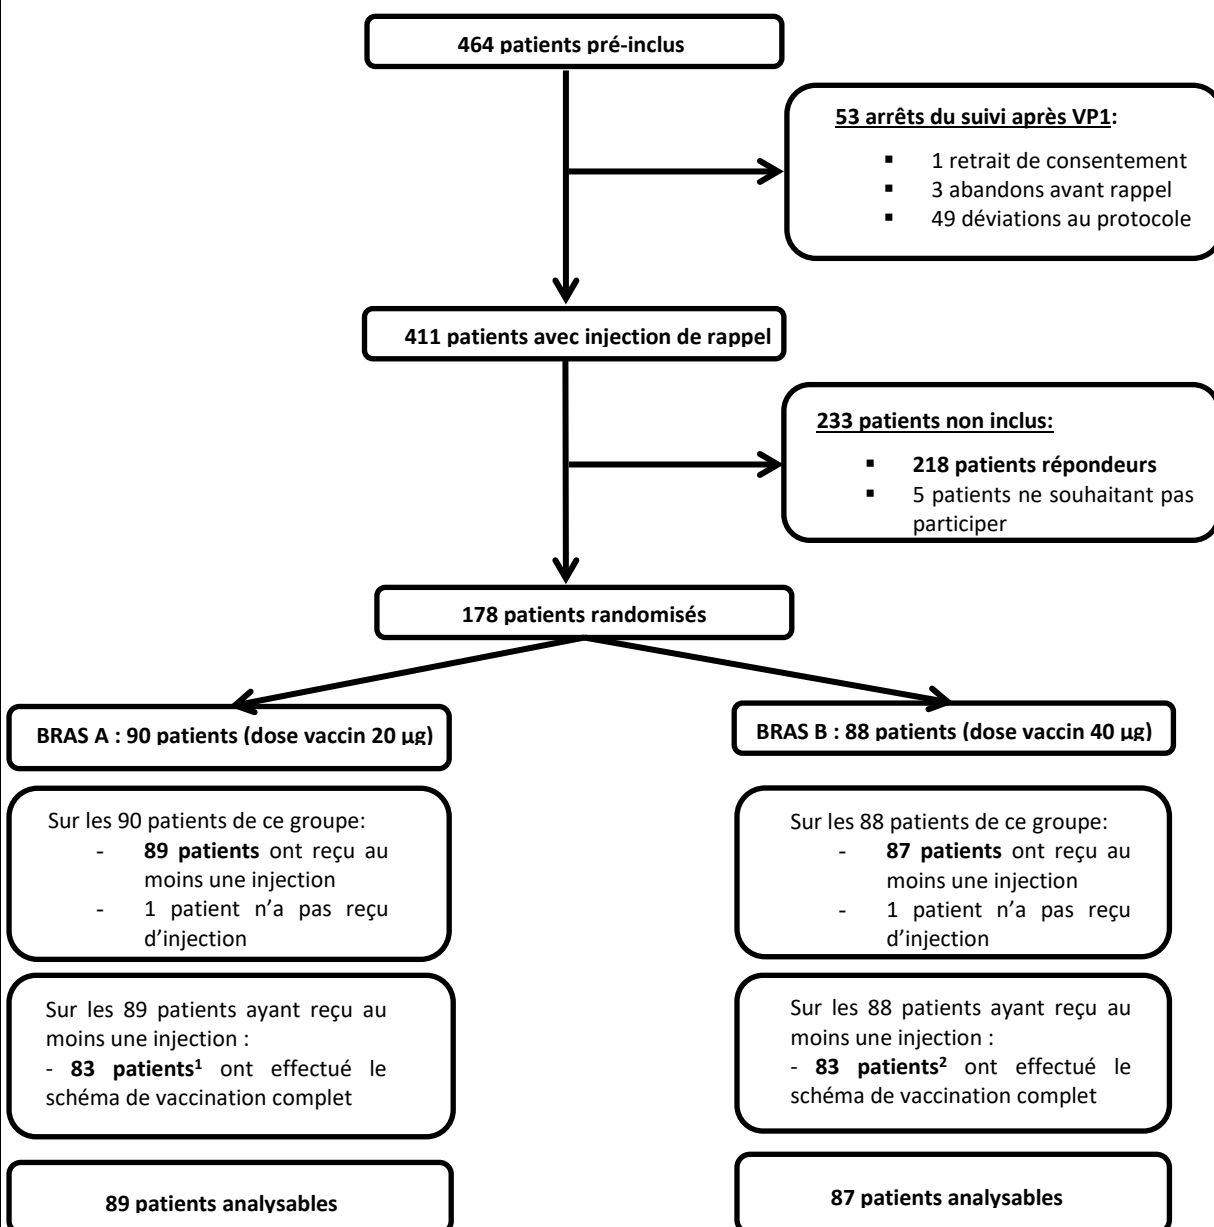 464 patients pré-inclus
53 arrêts du suivi après VP1:
▪ 1 retrait de consentement
▪ 3 abandons avant rappel
▪ 49 déviations au protocole
411 patients avec injection de rappel
233 patients non inclus:
▪ 218 patients répondeurs
▪ 5 patients ne souhaitant pas
participer
178 patients randomisés
BRAS A : 90 patients (dose vaccin 20 µg)
BRAS B : 88 patients (dose vaccin 40 µg)
Sur les 90 patients de ce groupe:
- 89 patients ont reçu au
moins une injection
- 1 patient n’a pas reçu
d’injection
Sur les 88 patients de ce groupe:
- 87 patients ont reçu au
moins une injection
- 1 patient n’a pas reçu
d’injection
Sur les 89 patients ayant reçu au
moins une injection :
- 83 patients¹ ont effectué le
schéma de vaccination complet
Sur les 88 patients ayant reçu au
moins une injection :
- 83 patients² ont effectué le
schéma de vaccination complet
89 patients analysables
87 patients analysables